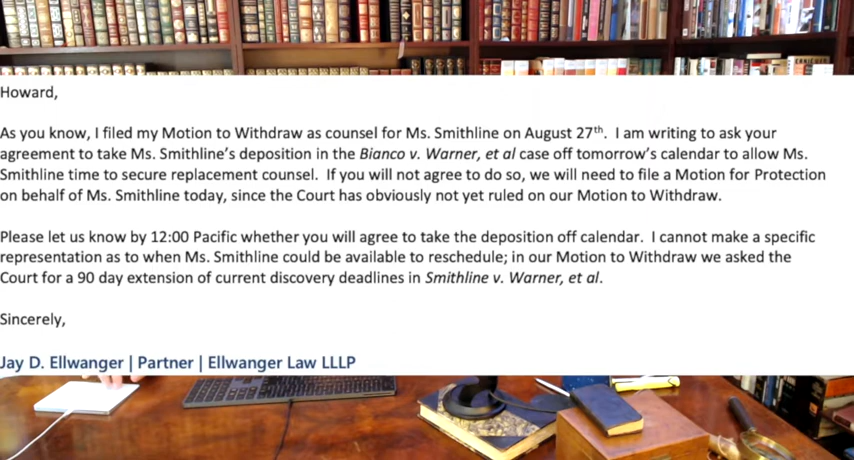 Howard,
As you know, I filed my Motion to Withdraw as counsel for Ms. Smithline on August 27th. I am writing to ask your
agreement to take Ms. Smithline's deposition in the Bianco v. Warner, et al case off tomorrow's calendar to allow Ms.
Smithline time to secure replacement counsel. If you will not agree to do so, we will need to file a Motion for Protection
on behalf of Ms. Smithline today, since the Court has obviously not yet ruled on our Motion to Withdraw.
Please let us know by 12:00 Pacific whether you will agree to take the deposition off calendar. I cannot make a specific
representation as to when Ms. Smithline could be available to reschedule; in our Motion to Withdraw we asked the
Court for a 90 day extension of current discovery deadlines in Smithline v. Warner, et al.
Sincerely,
Jay D. Ellwanger | Partner | Ellwanger Law LLLP